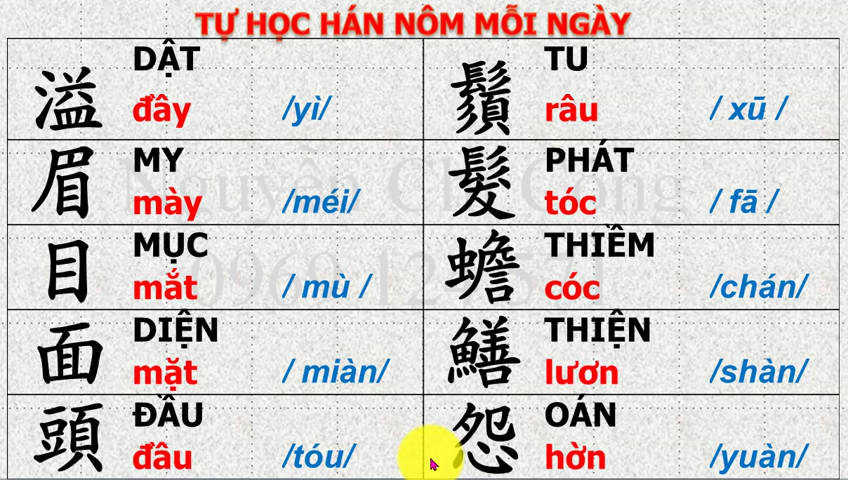 TỰ HỌC HÁN NÔM MỖI NGÀY
溢 DẬT đầy /yì/
鬚 TU râu / xū /
眉 MY mày /méi/
髮 PHÁT tóc / fā /
目 MỤC mắt / mù /
蟾 THIỀM cóc /chán/
面 DIỆN mặt / miàn/
鱔 THIỆN lươn /shàn/
頭 ĐẦU đầu /tóu/
怨 OÁN hờn /yuàn/